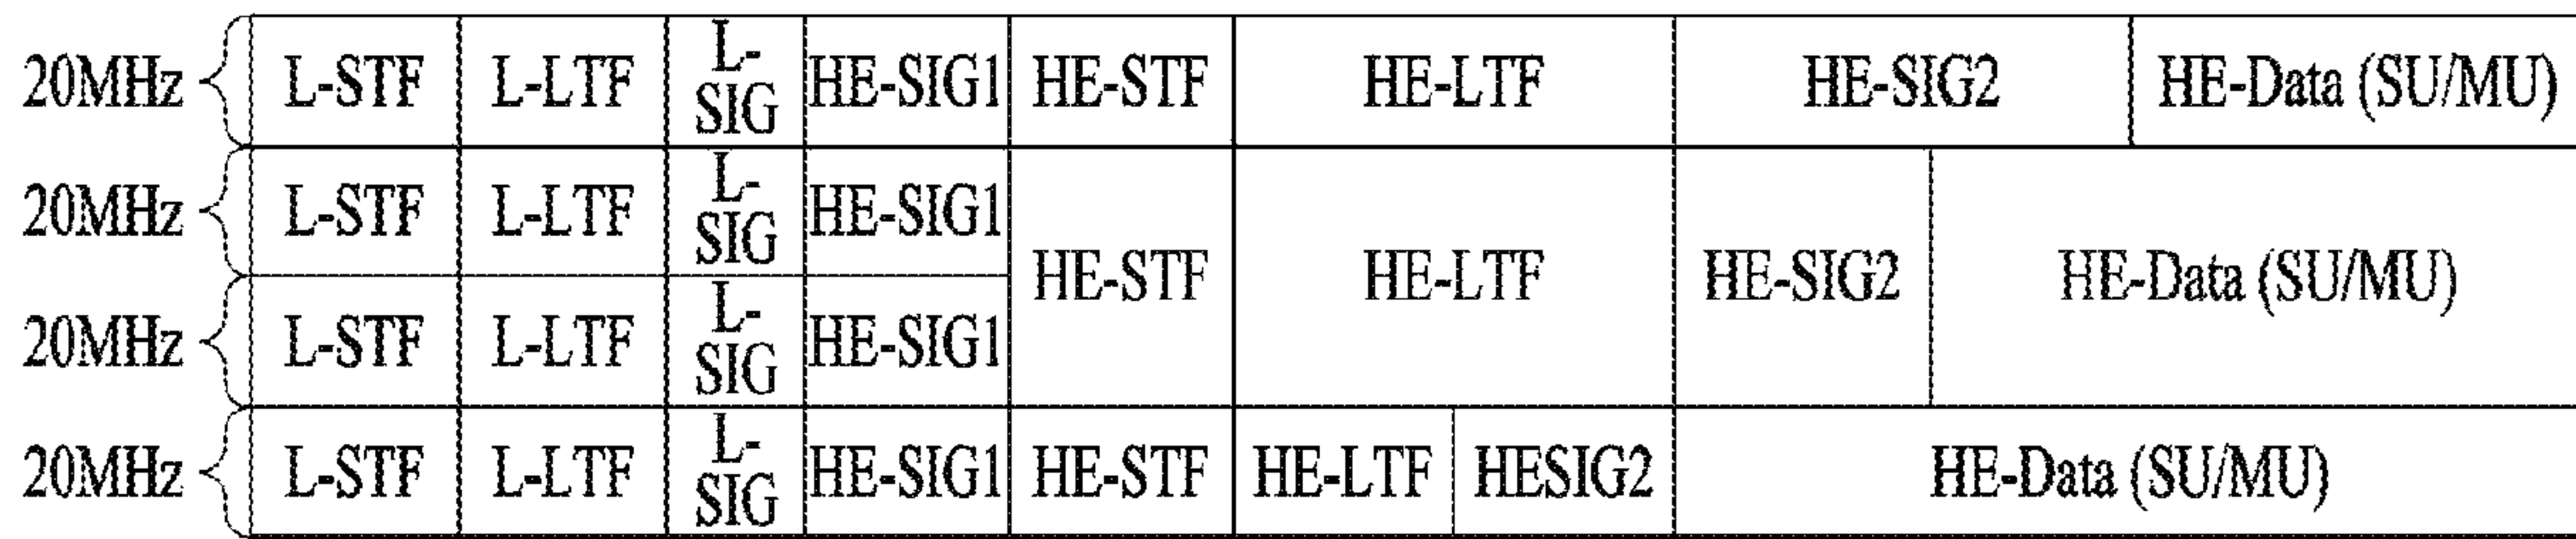 20MHz L-STF L-LTF L-SIG HE-SIG1 HE-STF HE-LTF HE-SIG2 HE-Data (SU/MU)
20MHz L-STF L-LTF L-SIG HE-SIG1
HE-STF HE-LTF HE-SIG2 HE-Data (SU/MU)
20MHz L-STF L-LTF L-SIG HE-SIG1
20MHz L-STF L-LTF L-SIG HE-SIG1 HE-STF HE-LTF HESIG2 HE-Data (SU/MU)